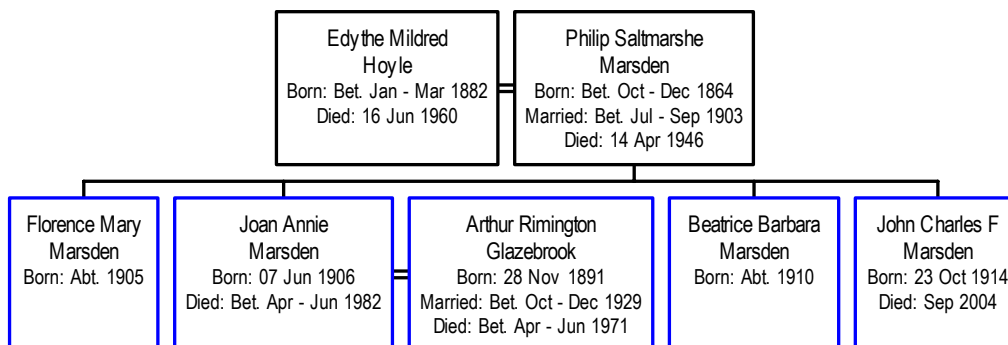 Edythe Mildred
Hoyle
Born: Bet. Jan - Mar 1882
Died: 16 Jun 1960
Philip Saltmarshe
Marsden
Born: Bet. Oct - Dec 1864
Married: Bet. Jul - Sep 1903
Died: 14 Apr 1946
Florence Mary
Marsden
Born: Abt. 1905
Joan Annie
Marsden
Born: 07 Jun 1906
Died: Bet. Apr - Jun 1982
Arthur Rimington
Glazebrook
Born: 28 Nov 1891
Married: Bet. Oct - Dec 1929
Died: Bet. Apr - Jun 1971
Beatrice Barbara
Marsden
Born: Abt. 1910
John Charles F
Marsden
Born: 23 Oct 1914
Died: Sep 2004